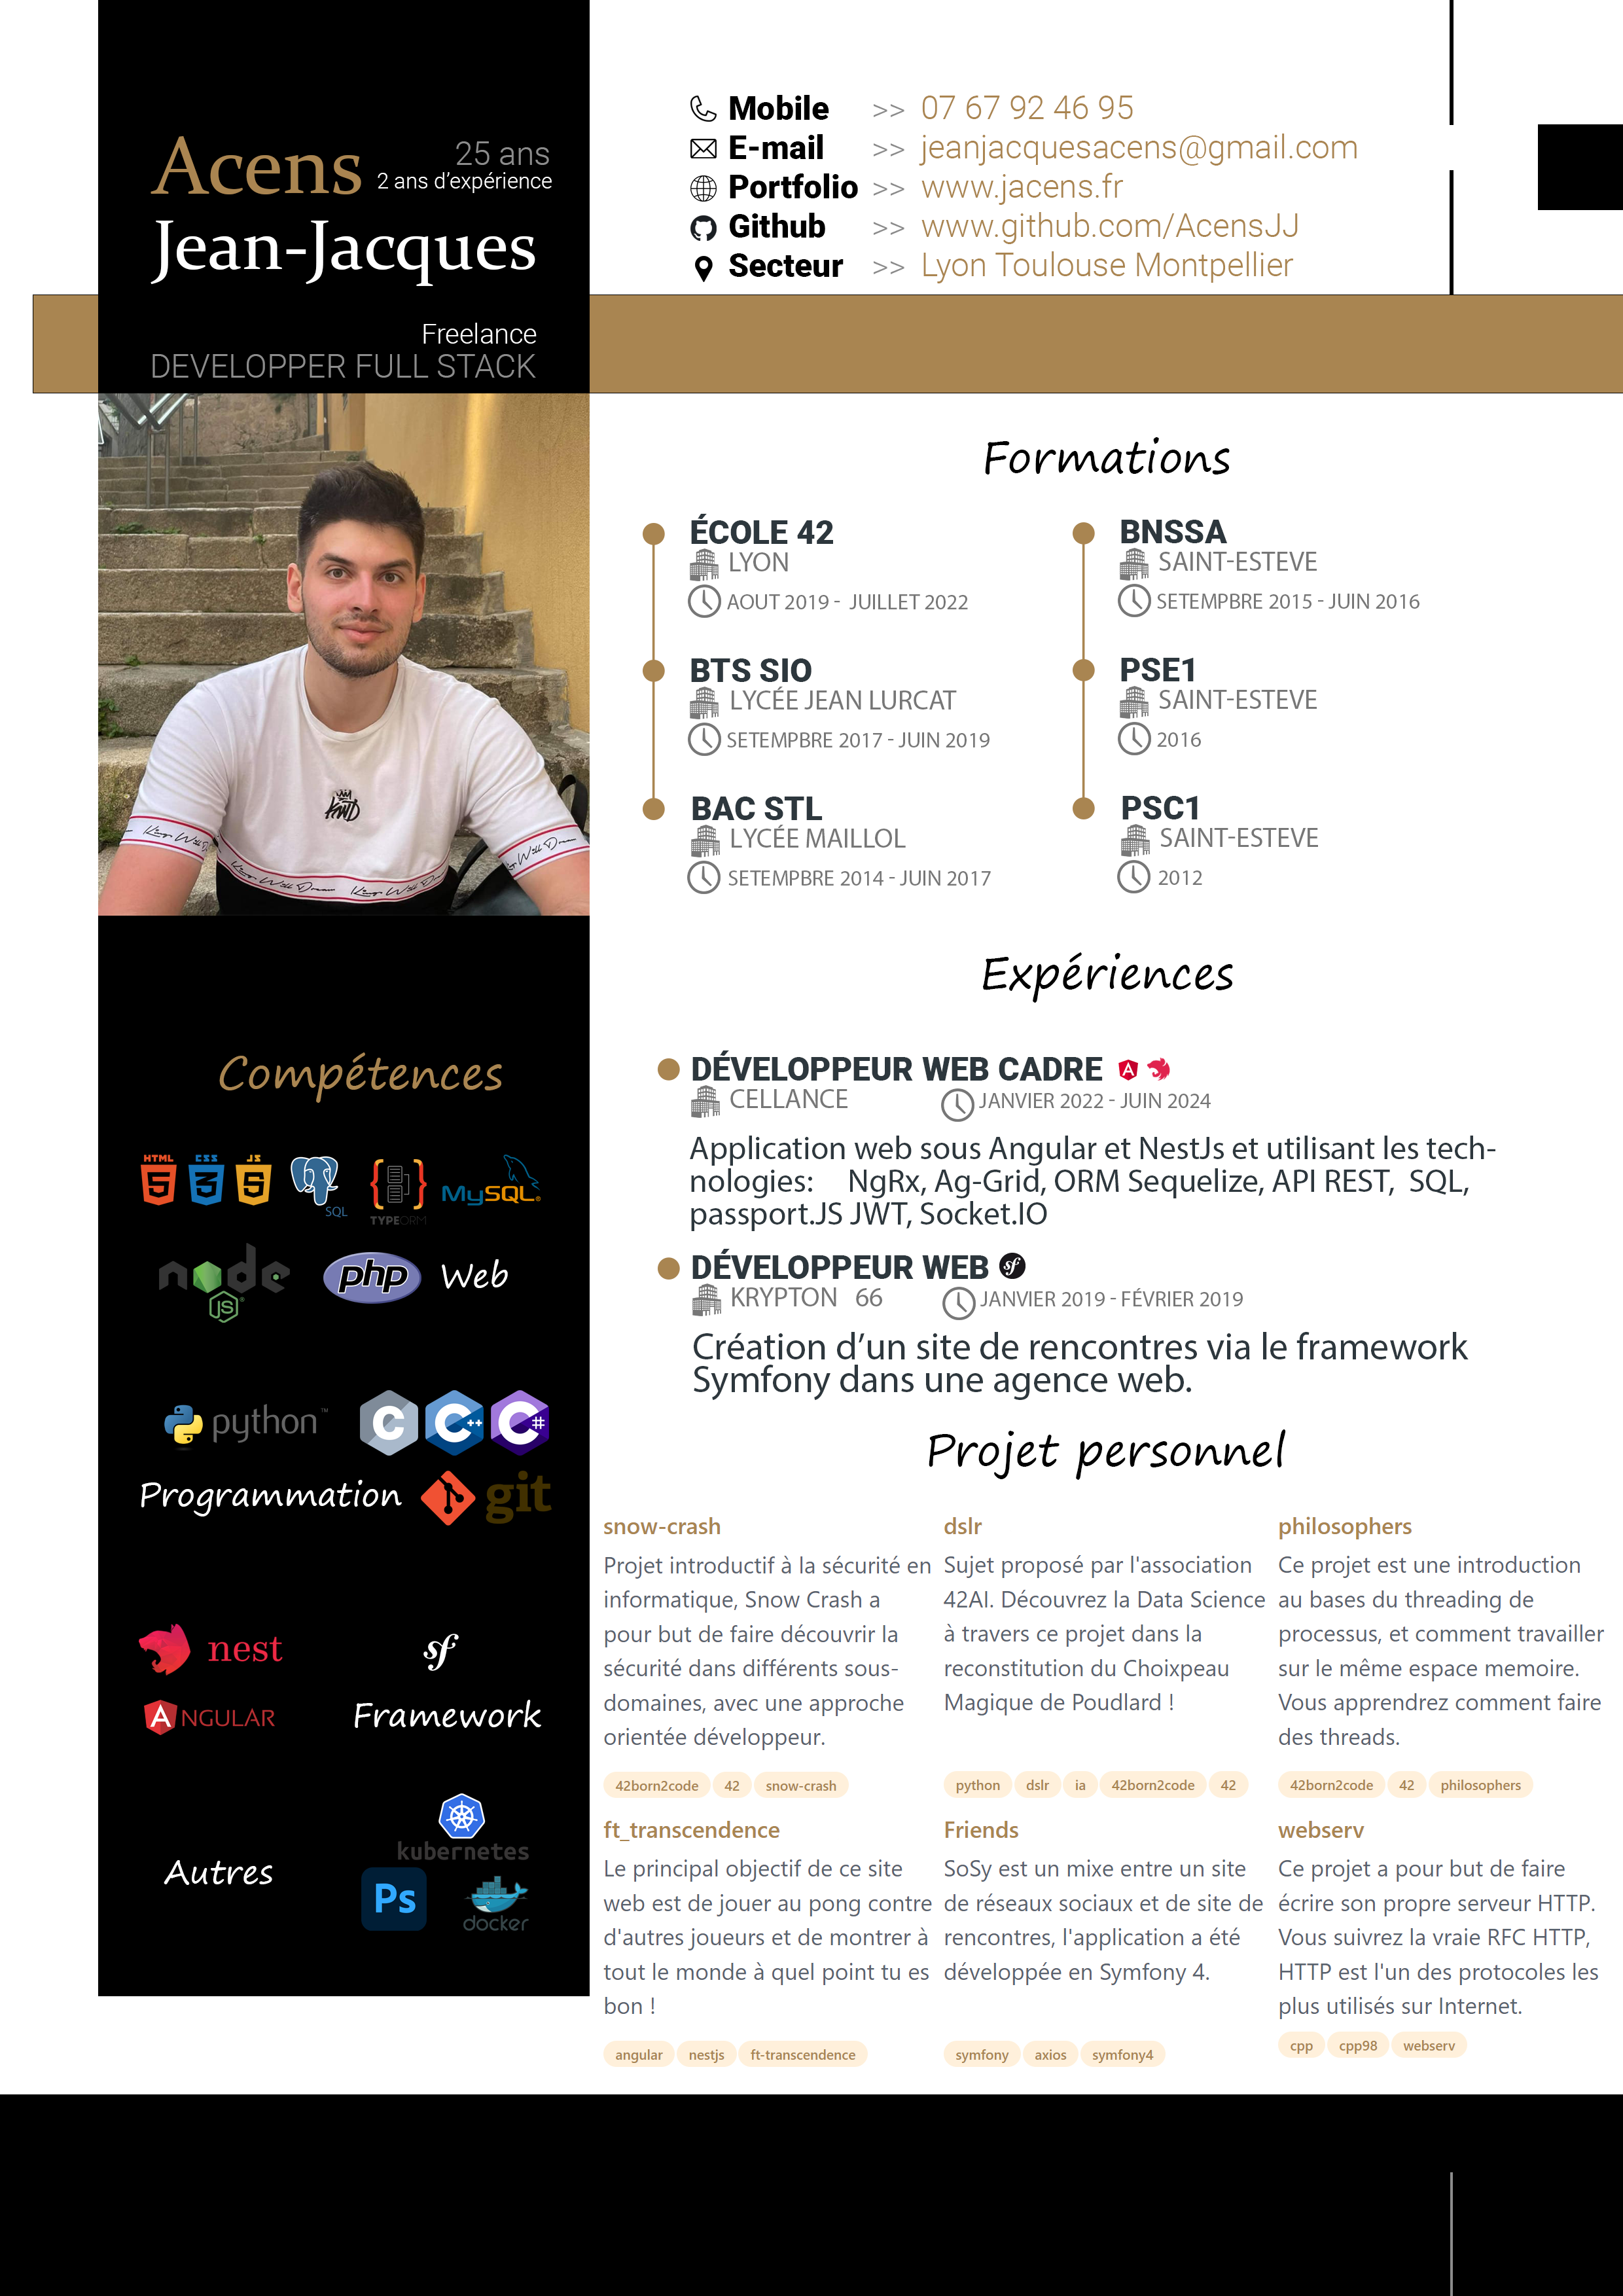 Acens
25 ans
2 ans d’expérience
Jean-Jacques
Freelance
DEVELOPPER FULL STACK
Mobile >> 07 67 92 46 95
E-mail >> jeanjacquesacens@gmail.com
Portfolio >> www.jacens.fr
Github >> www.github.com/AcensJJ
Secteur >> Lyon Toulouse Montpellier
Formations
ÉCOLE 42
LYON
AOUT 2019 - JUILLET 2022
BTS SIO
LYCÉE JEAN LURCAT
SETEMPBRE 2017 - JUIN 2019
BAC STL
LYCÉE MAILLOL
SETEMPBRE 2014 - JUIN 2017
BNSSA
SAINT-ESTEVE
SETEMPBRE 2015 - JUIN 2016
PSE1
SAINT-ESTEVE
2016
PSC1
SAINT-ESTEVE
2012
Expériences
DÉVELOPPEUR WEB CADRE
CELLANCE JANVIER 2022 - JUIN 2024
Application web sous Angular et NestJs et utilisant les tech-
nologies: NgRx, Ag-Grid, ORM Sequelize, API REST, SQL,
passport.JS JWT, Socket.IO
DÉVELOPPEUR WEB sf
KRYPTON 66 JANVIER 2019 - FÉVRIER 2019
Création d’un site de rencontres via le framework
Symfony dans une agence web.
Projet personnel
snow-crash
Projet introductif à la sécurité en
informatique, Snow Crash a
pour but de faire découvrir la
sécurité dans différents sous-
domaines, avec une approche
orientée développeur.
42born2code 42 snow-crash
dslr
Sujet proposé par l'association
42AI. Découvrez la Data Science
à travers ce projet dans la
reconstitution du Choixpeau
Magique de Poudlard !
python dslr ia 42born2code 42
philosophers
Ce projet est une introduction
au bases du threading de
processus, et comment travailler
sur le même espace memoire.
Vous apprendrez comment faire
des threads.
42born2code 42 philosophers
ft_transcendence
Le principal objectif de ce site
web est de jouer au pong contre
d'autres joueurs et de montrer à
tout le monde à quel point tu es
bon !
angular nestjs ft-transcendence
Friends
SoSy est un mixe entre un site
de réseaux sociaux et de site de
rencontres, l'application a été
développée en Symfony 4.
symfony axios symfony4
webserv
Ce projet a pour but de faire
écrire son propre serveur HTTP.
Vous suivrez la vraie RFC HTTP,
HTTP est l'un des protocoles les
plus utilisés sur Internet.
cpp cpp98 webserv
KWD
King Will Dream King Will Dream
Compétences
HTML CSS JS
5 3 5
SQL TYPEORM MySQL
node JS php Web
python C C++ C#
Programmation git
nest sf
A NGULAR Framework
kubernetes
Autres Ps docker